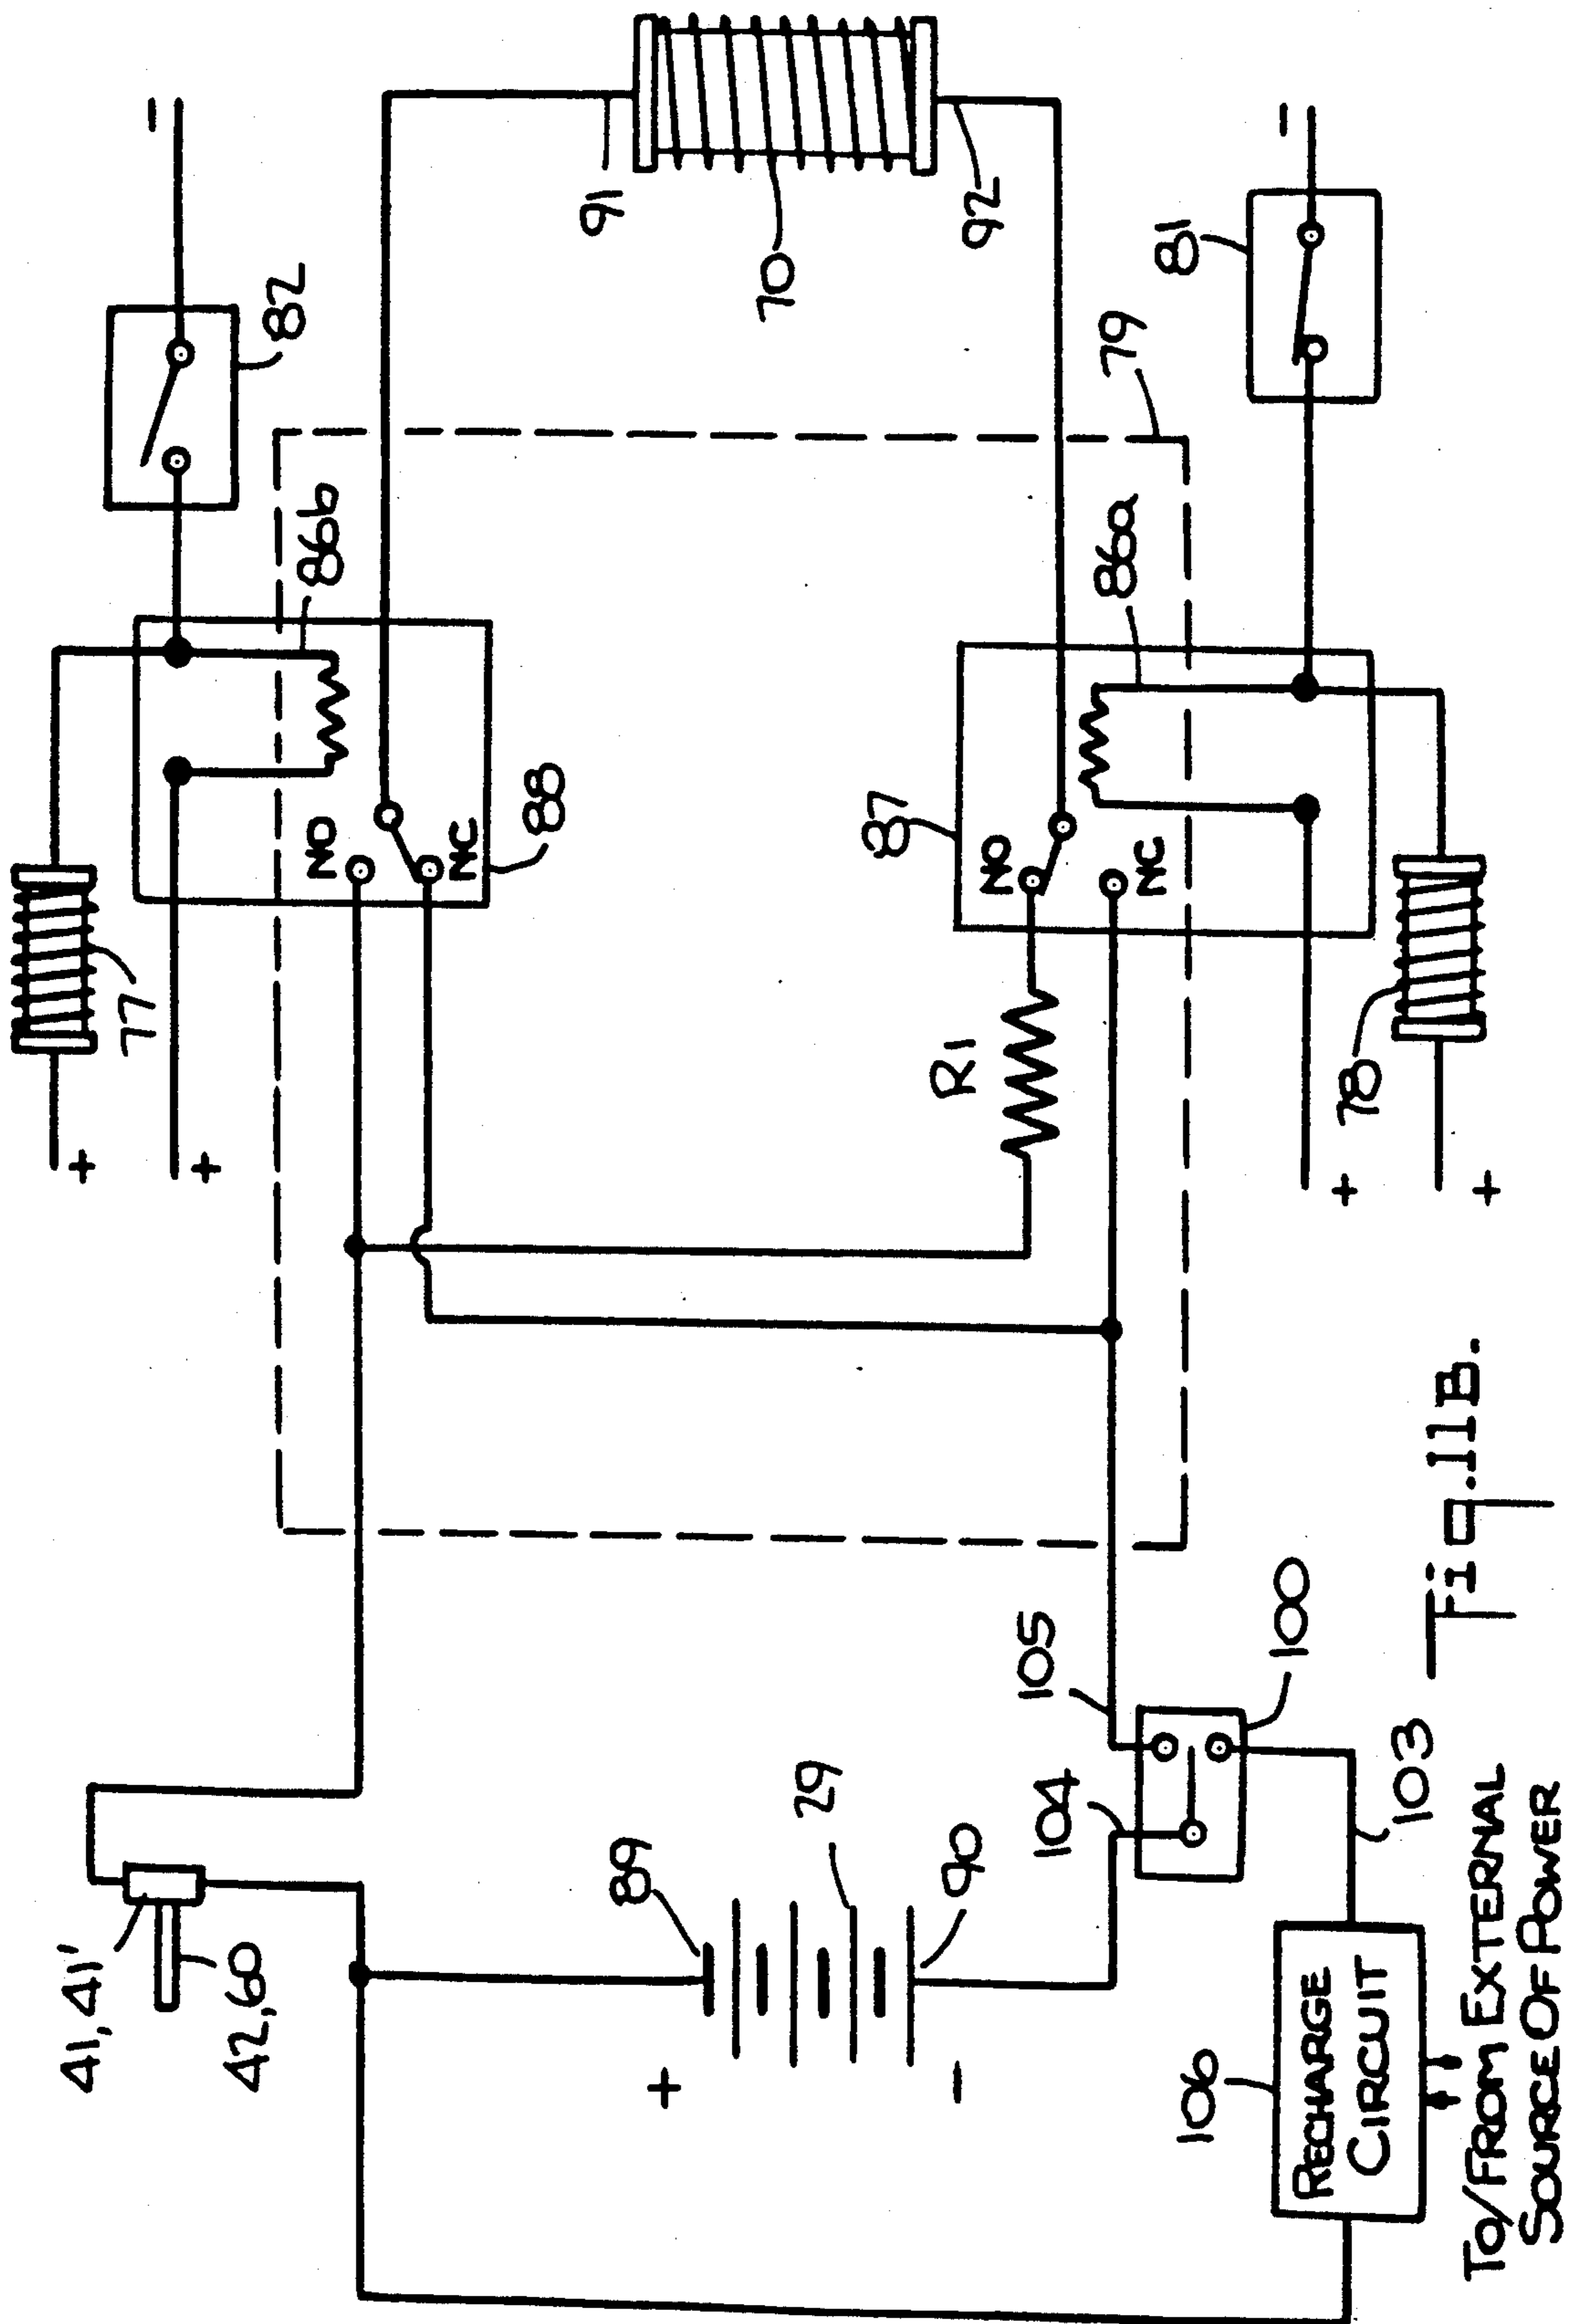 41,41'
+
77
-
+
82
42,60
NO
86b
NC
88
89
+
91
70
29
87
R1
90
-
92
NO
105
104
86a
79
NC
81
106
100
-
+
RECHARGE
CIRCUIT
78
103
Fig.11B.
+
TO/FROM EXTERNAL
SOURCE OF POWER